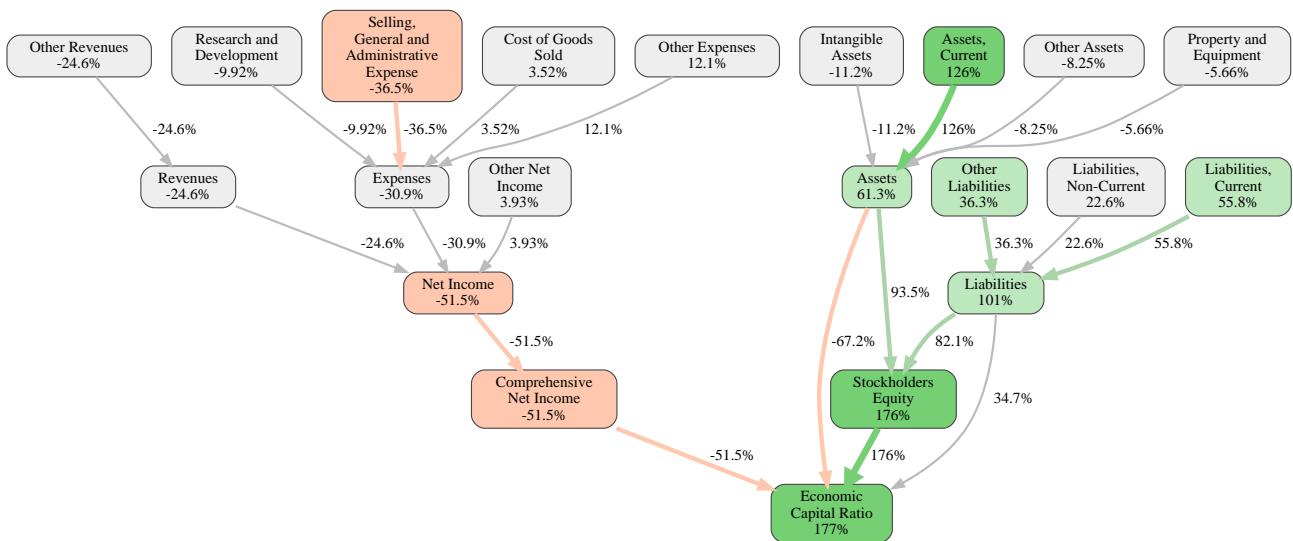 Other Revenues
-24.6%
Research and
Development
-9.92%
Selling,
General and
Administrative
Expense
-36.5%
Cost of Goods
Sold
3.52%
Other Expenses
12.1%
Intangible
Assets
-11.2%
Assets,
Current
126%
Other Assets
-8.25%
Property and
Equipment
-5.66%
-24.6%
-9.92%
-36.5%
3.52%
12.1%
-11.2%
126%
-8.25%
-5.66%
Revenues
-24.6%
Expenses
-30.9%
Other Net
Income
3.93%
Assets
61.3%
Other
Liabilities
36.3%
Liabilities,
Non-Current
22.6%
Liabilities,
Current
55.8%
-24.6%
-30.9%
3.93%
36.3%
22.6%
55.8%
Net Income
-51.5%
93.5%
Liabilities
101%
-51.5%
-67.2%
82.1%
Comprehensive
Net Income
-51.5%
Stockholders
Equity
176%
34.7%
-51.5%
176%
Economic
Capital Ratio
177%